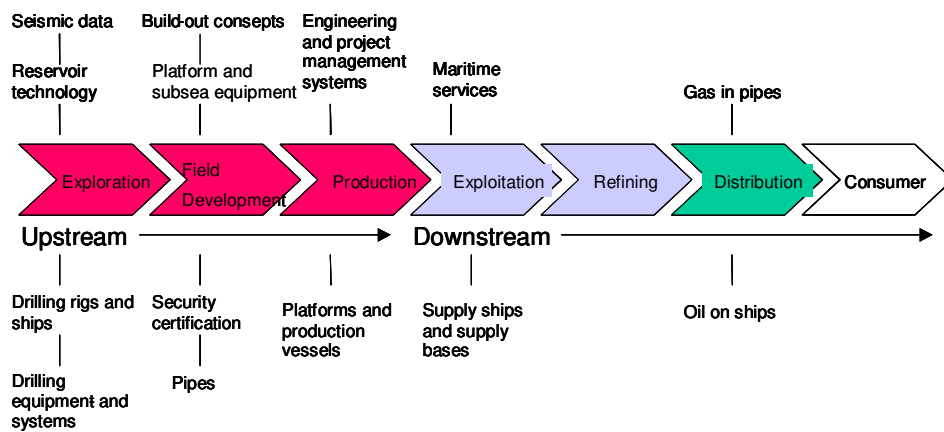 Seismic data
Build-out consepts
Engineering
and project
management
systems
Reservoir
technology
Platform and
subsea equipment
Maritime
services
Gas in pipes
Exploration
Field
Development
Production
Exploitation
Refining
Distribution
Consumer
Upstream
Downstream
Drilling rigs and
ships
Security
certification
Platforms and
production
vessels
Supply ships
and supply
bases
Oil on ships
Drilling
equipment and
systems
Pipes